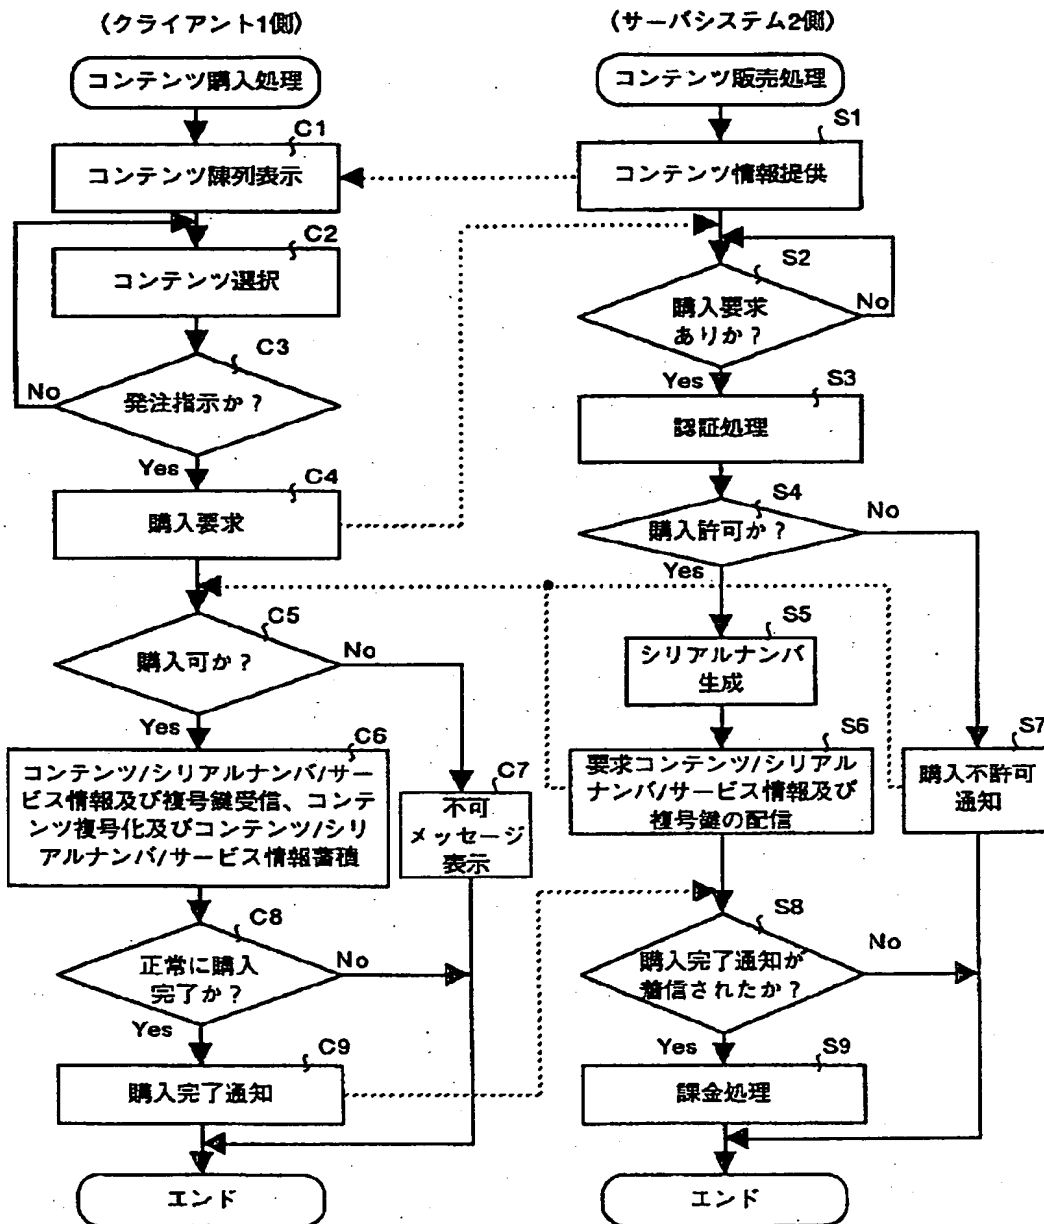 （クライアント1側）
コンテンツ購入処理
C1
コンテンツ陳列表示
C2
コンテンツ選択
C3
No
発注指示か？
Yes
C4
購入要求
C5
No
購入可か？
Yes
C6
コンテンツ/シリアルナンバ/サー
ビス情報及び複号鍵受信、コンテ
ンツ複号化及びコンテンツ/シリ
アルナンバ/サービス情報蓄積
C7
不可
メッセージ
表示
C8
正常に購入
完了か？
No
Yes
C9
購入完了通知
エンド
（サーバシステム2側）
コンテンツ販売処理
S1
コンテンツ情報提供
S2
購入要求
ありか？
No
Yes
S3
認証処理
S4
No
購入許可か？
Yes
S5
シリアルナンバ
生成
S6
要求コンテンツ/シリアル
ナンバ/サービス情報及び
複号鍵の配信
S7
購入不許可
通知
S8
No
購入完了通知が
着信されたか？
Yes
S9
課金処理
エンド